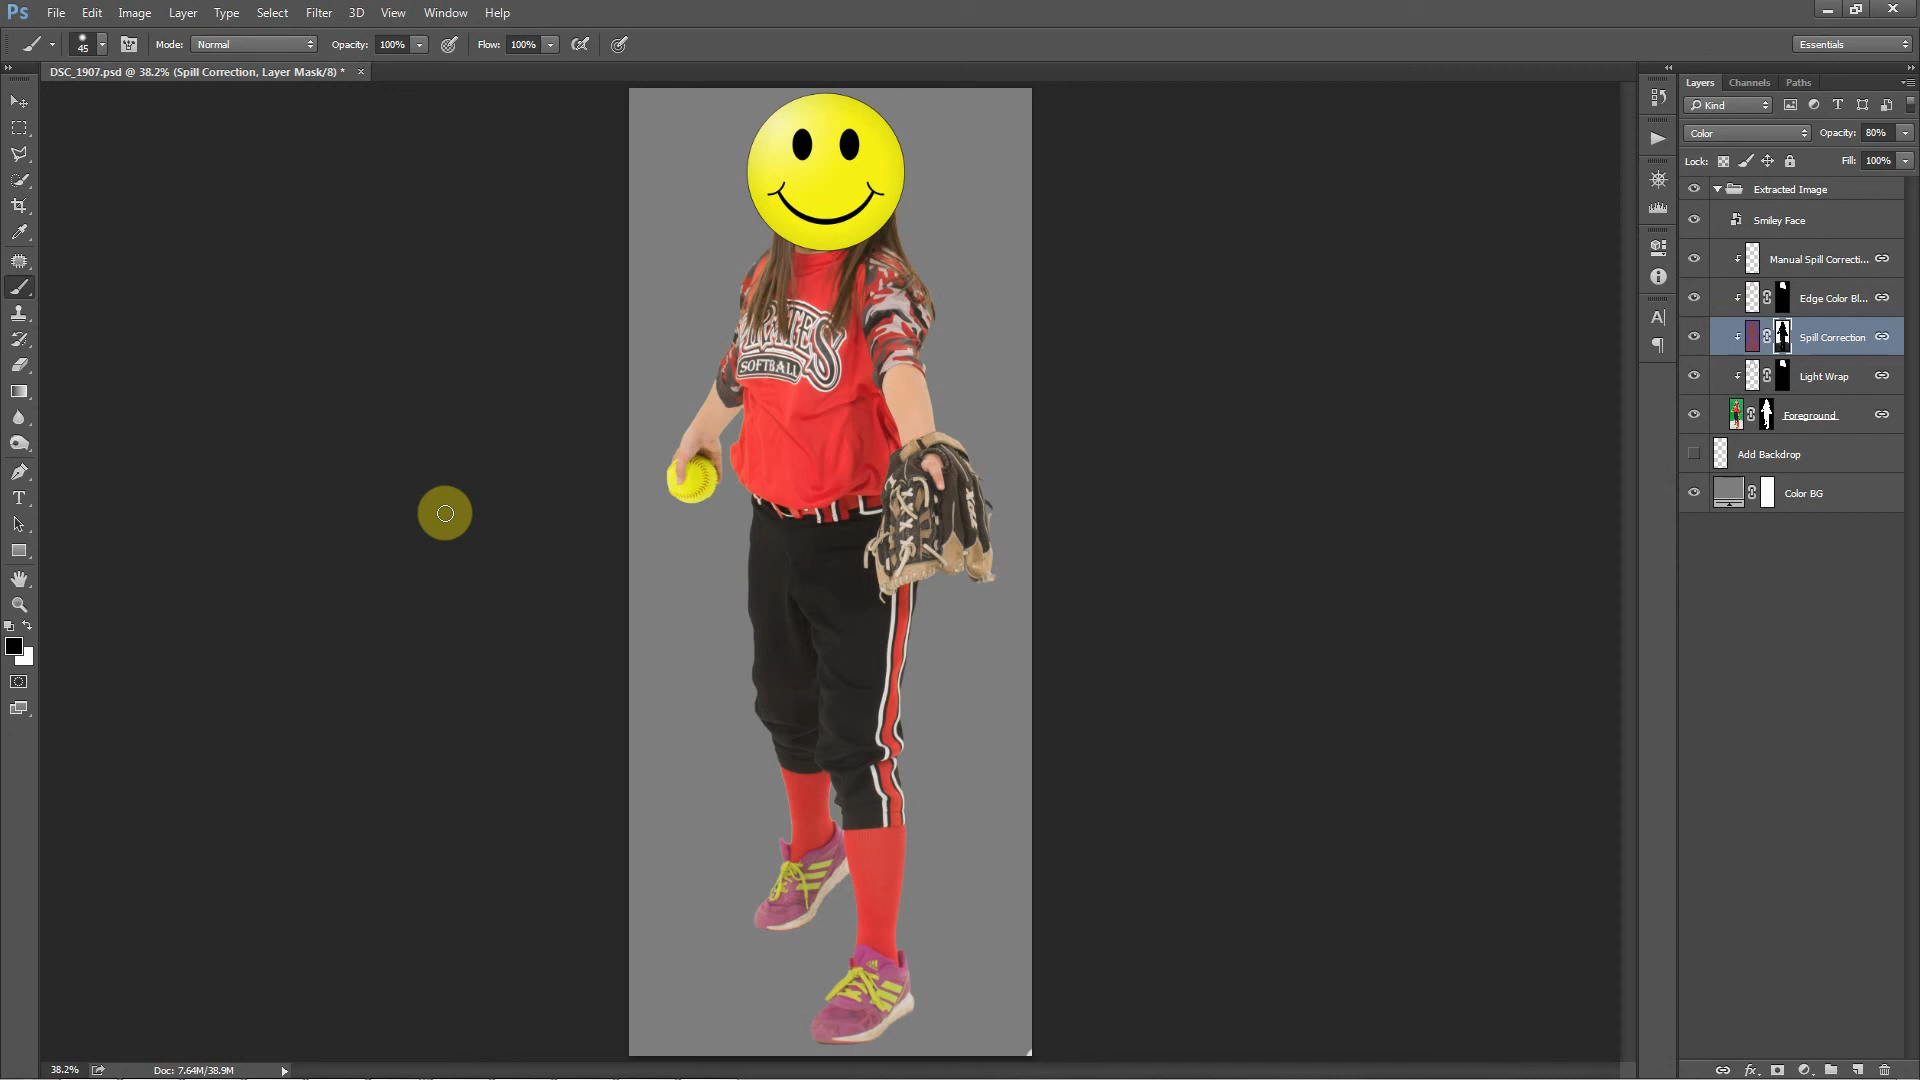 Ps File Edit Image Layer Type Select Filter 3D View Window Help
45 Mode: Normal Opacity: 100% Flow: 100% Essentials
DSC_1907.psd @ 38.2% (Spill Correction, Layer Mask/8) * ×
Layers Channels Paths
Kind T
Color Opacity: 80%
Lock: Fill: 100%
Extracted Image
Smiley Face
Manual Spill Correcti...
Edge Color Bl...
Spill Correction
Light Wrap
Foreground
Add Backdrop
Color BG
PIRATES
SOFTBALL
38.2% Doc: 7.64M/38.9M